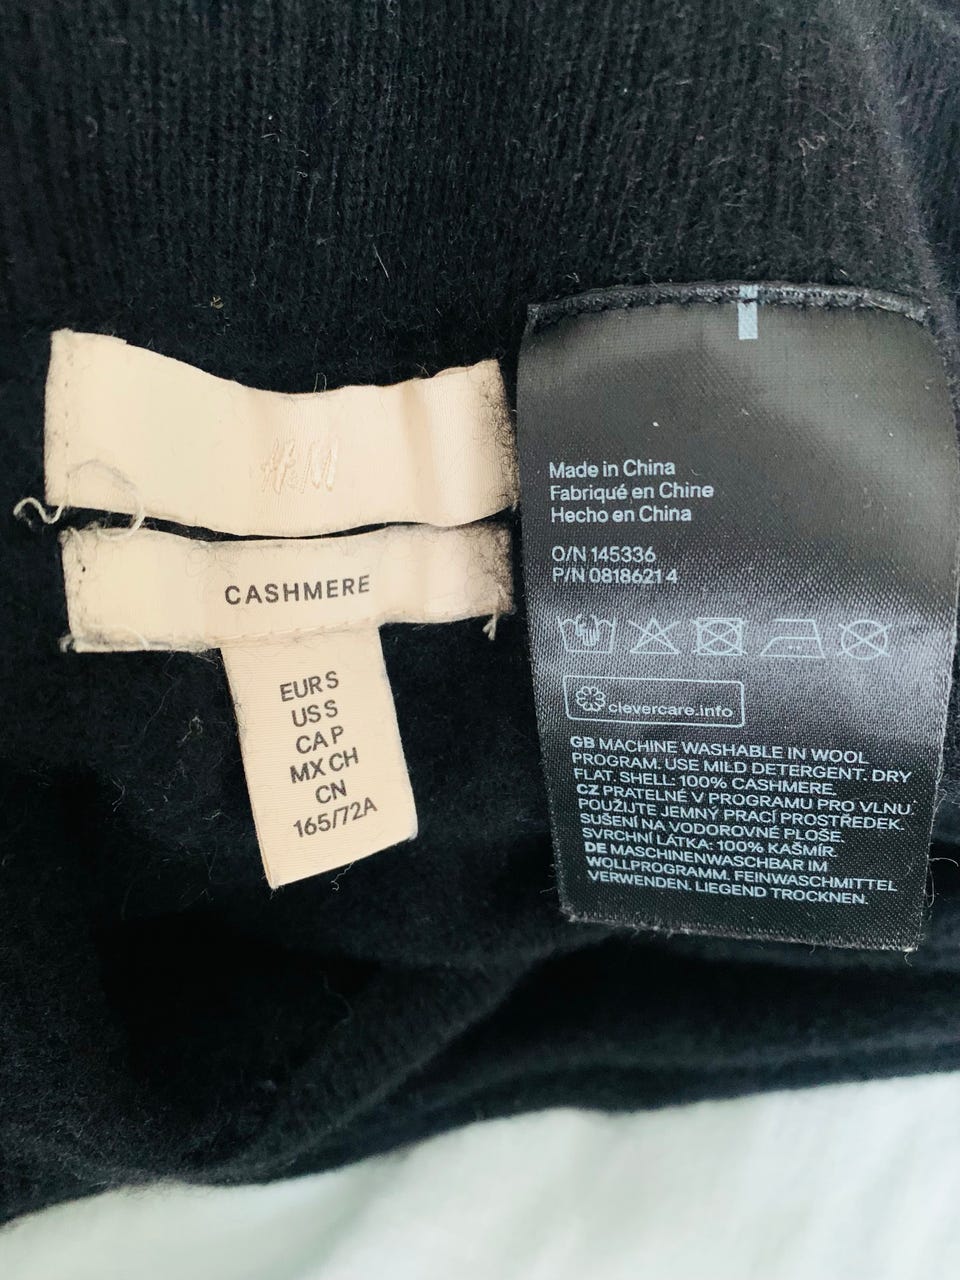 H&M
CASHMERE
EUR S
US S
CA P
MX CH
CN
165/72A
Made in China
Fabriqué en Chine
Hecho en China
O/N 145336
P/N 0818621 4
clevercare.info
GB MACHINE WASHABLE IN WOOL
PROGRAM. USE MILD DETERGENT. DRY
FLAT. SHELL: 100% CASHMERE.
CZ PRATELNÉ V PROGRAMU PRO VLNU.
POUŽIJTE JEMNÝ PRACÍ PROSTŘEDEK.
SUŠENÍ NA VODOROVNÉ PLOŠE.
SVRCHNÍ LÁTKA: 100% KAŠMÍR.
DE MASCHINENWASCHBAR IM
WOLLPROGRAMM. FEINWASCHMITTEL
VERWENDEN. LIEGEND TROCKNEN.